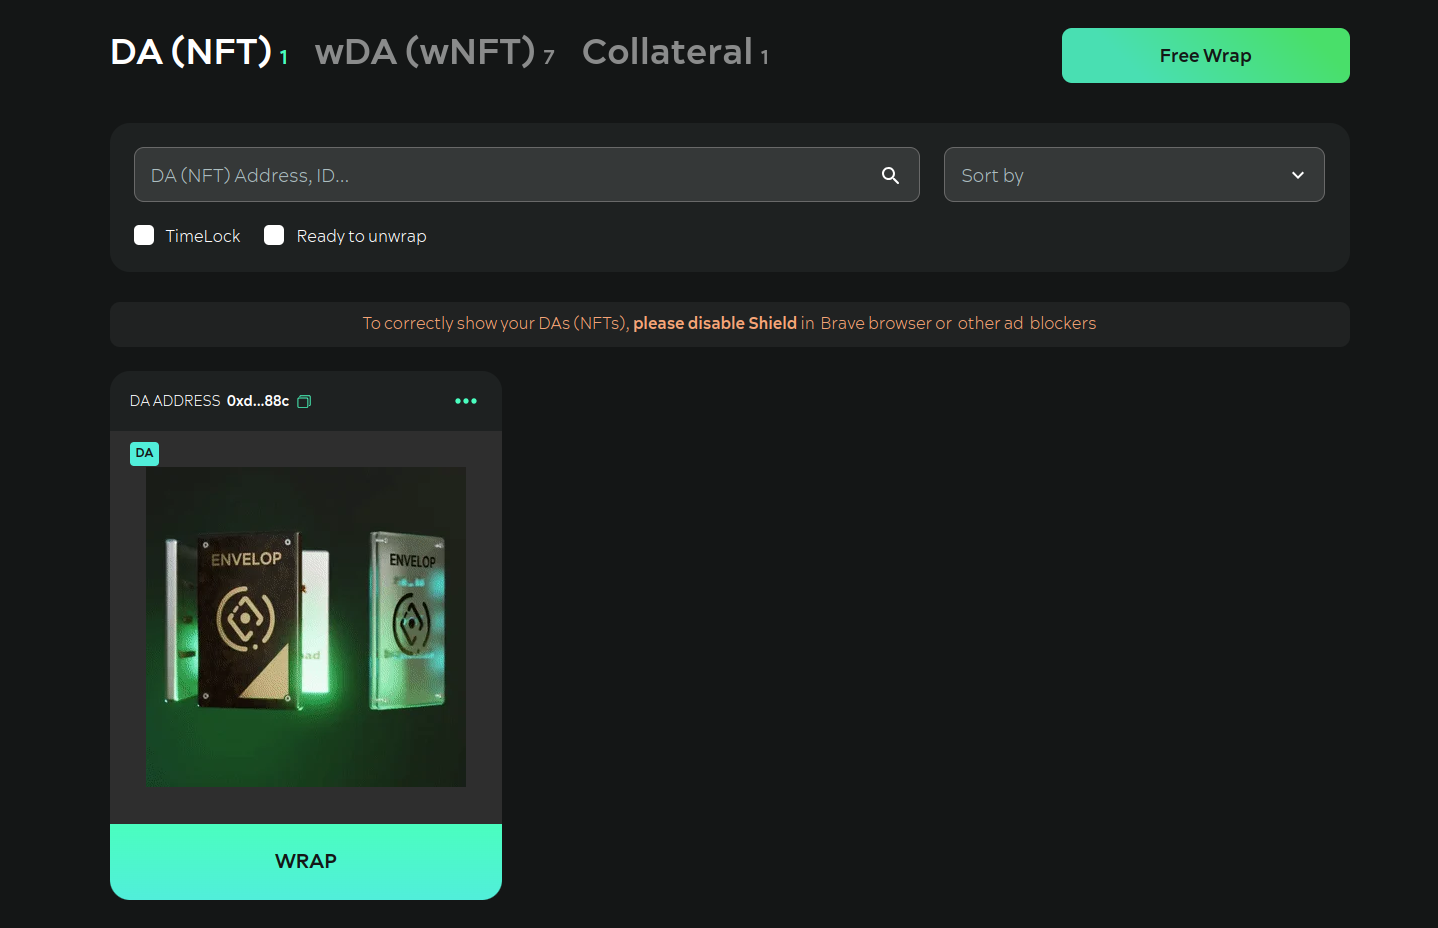 DA (NFT) 1 wDA (wNFT) 7 Collateral 1
Free Wrap
DA (NFT) Address, ID...
Sort by
TimeLock Ready to unwrap
To correctly show your DAs (NFTs), please disable Shield in Brave browser or other ad blockers
DA ADDRESS 0xd...88c
DA
ENVELOP
ENVELOP
WRAP